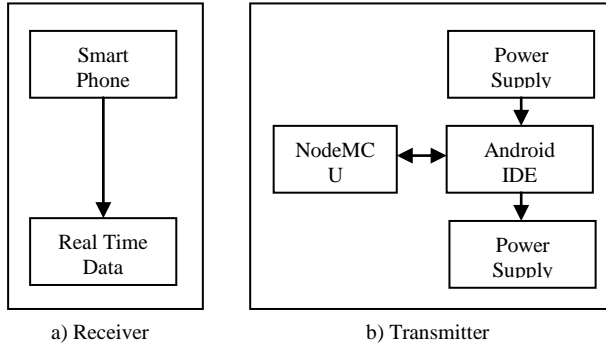 Smart
Phone
Real Time
Data
a) Receiver
Power
Supply
NodeMC
U
Android
IDE
Power
Supply
b) Transmitter